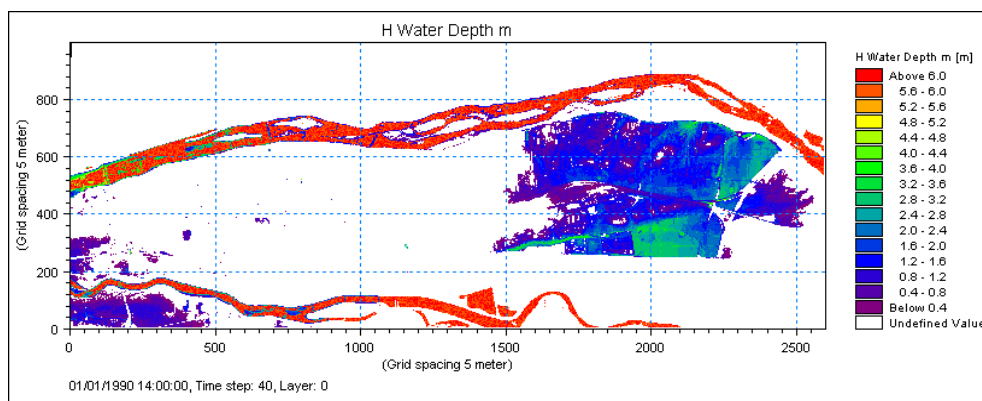 H Water Depth m
(Grid spacing 5 meter)
800
600
400
200
0
0
500
1000
1500
2000
2500
(Grid spacing 5 meter)
01/01/1990 14:00:00, Time step: 40, Layer: 0
H Water Depth m [m]
Above 6.0
5.6 - 6.0
5.2 - 5.6
4.8 - 5.2
4.4 - 4.8
4.0 - 4.4
3.6 - 4.0
3.2 - 3.6
2.8 - 3.2
2.4 - 2.8
2.0 - 2.4
1.6 - 2.0
1.2 - 1.6
0.8 - 1.2
0.4 - 0.8
Below 0.4
Undefined Value